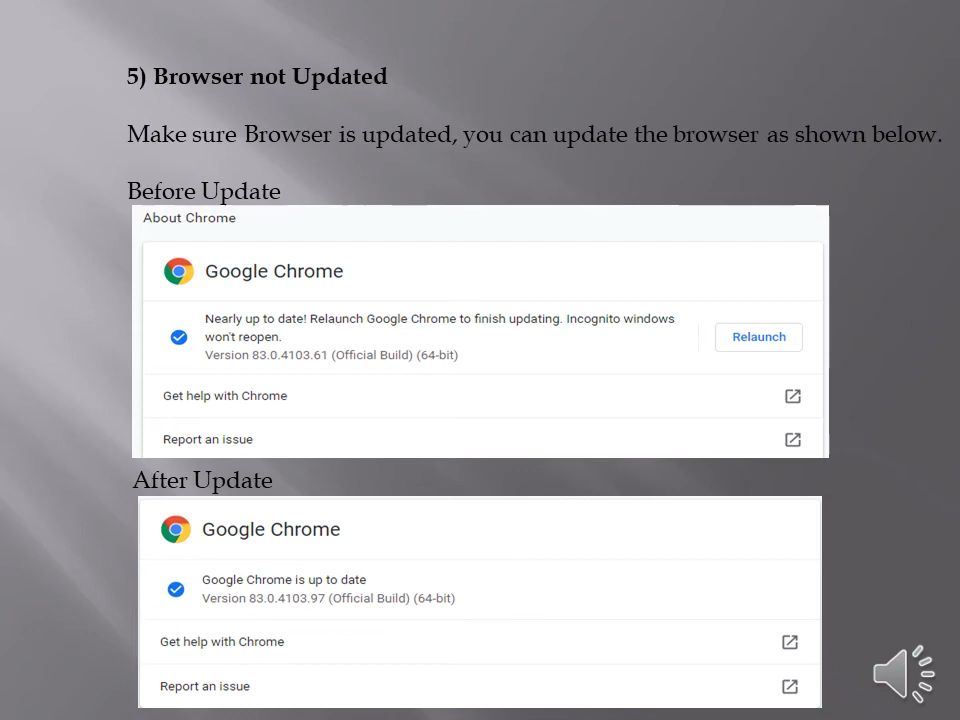 5) Browser not Updated
Make sure Browser is updated, you can update the browser as shown below.
Before Update
About Chrome
Google Chrome
Nearly up to date! Relaunch Google Chrome to finish updating. Incognito windows
won't reopen.
Version 83.0.4103.61 (Official Build) (64-bit)
Relaunch
Get help with Chrome
Report an issue
After Update
Google Chrome
Google Chrome is up to date
Version 83.0.4103.97 (Official Build) (64-bit)
Get help with Chrome
Report an issue